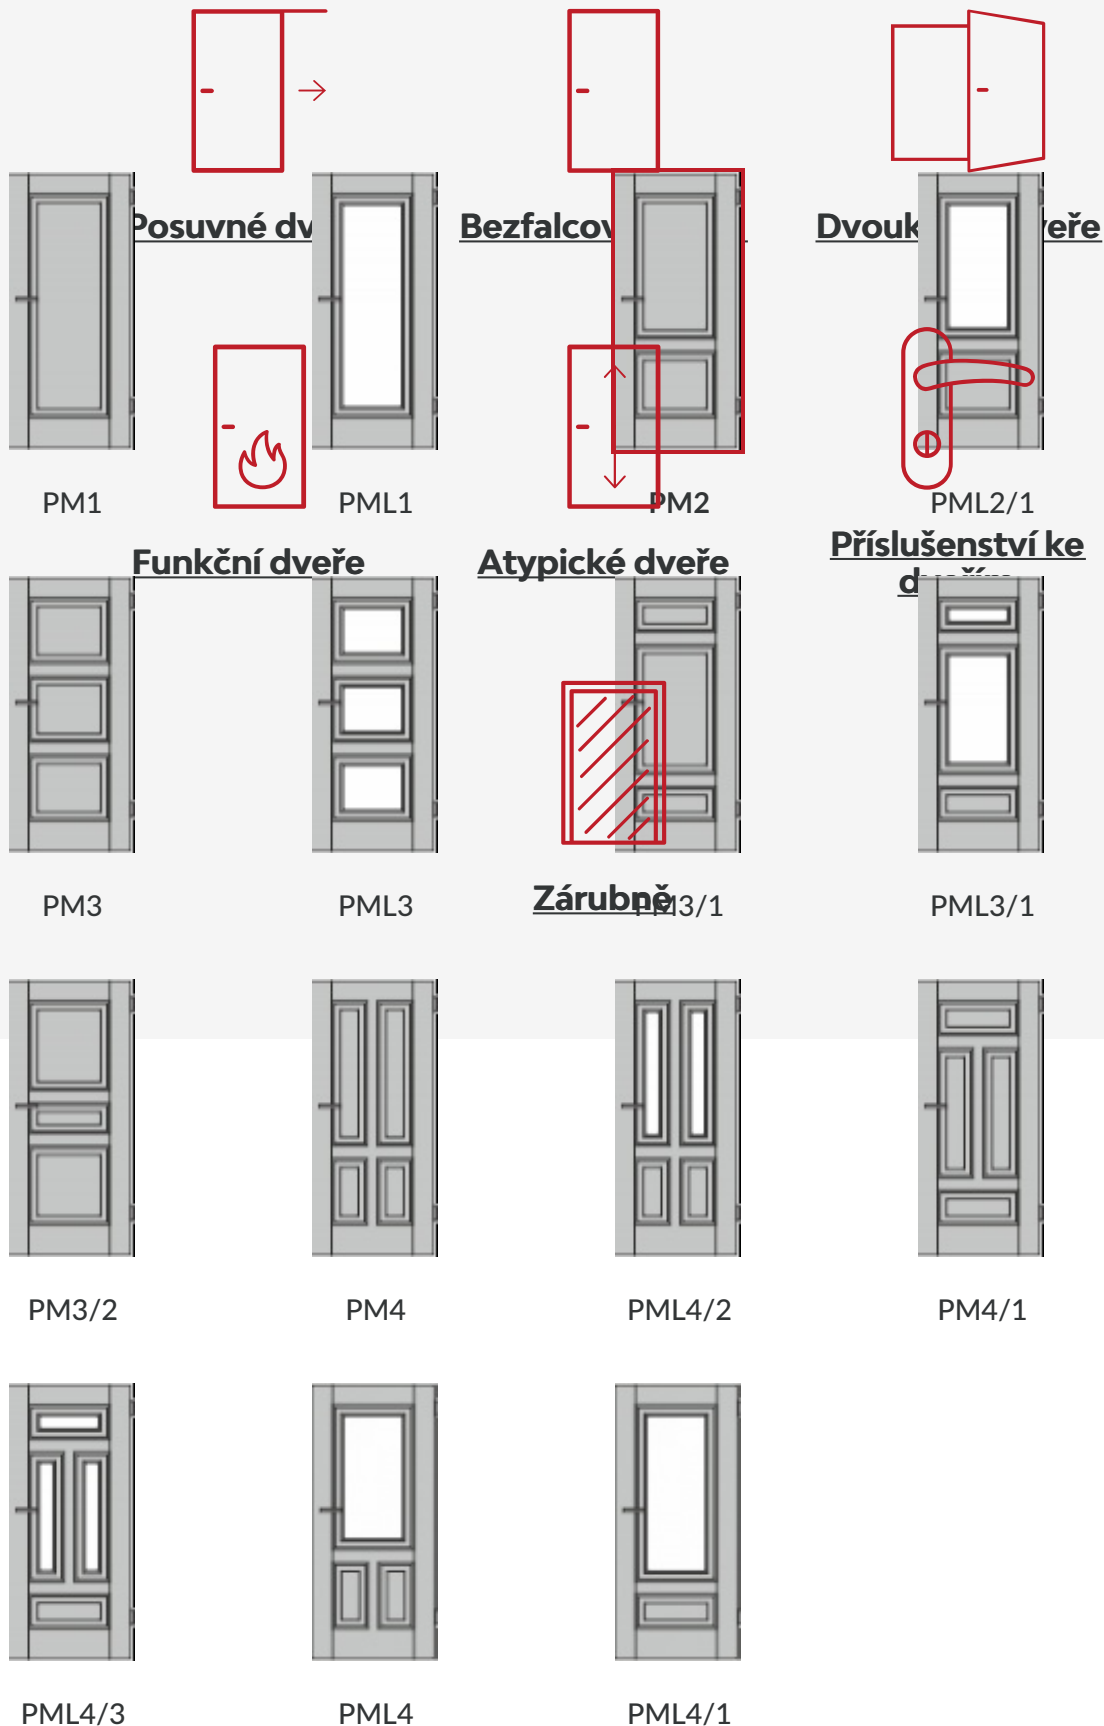 Posuvné dv
Bezfalcov
Dvouk eře
PM1
PML1
PM2
PML2/1
Funkční dveře
Atypické dveře
Příslušenství ke
PM3
PML3
Zárubně
PM3/1
PML3/1
PM3/2
PM4
PML4/2
PM4/1
PML4/3
PML4
PML4/1